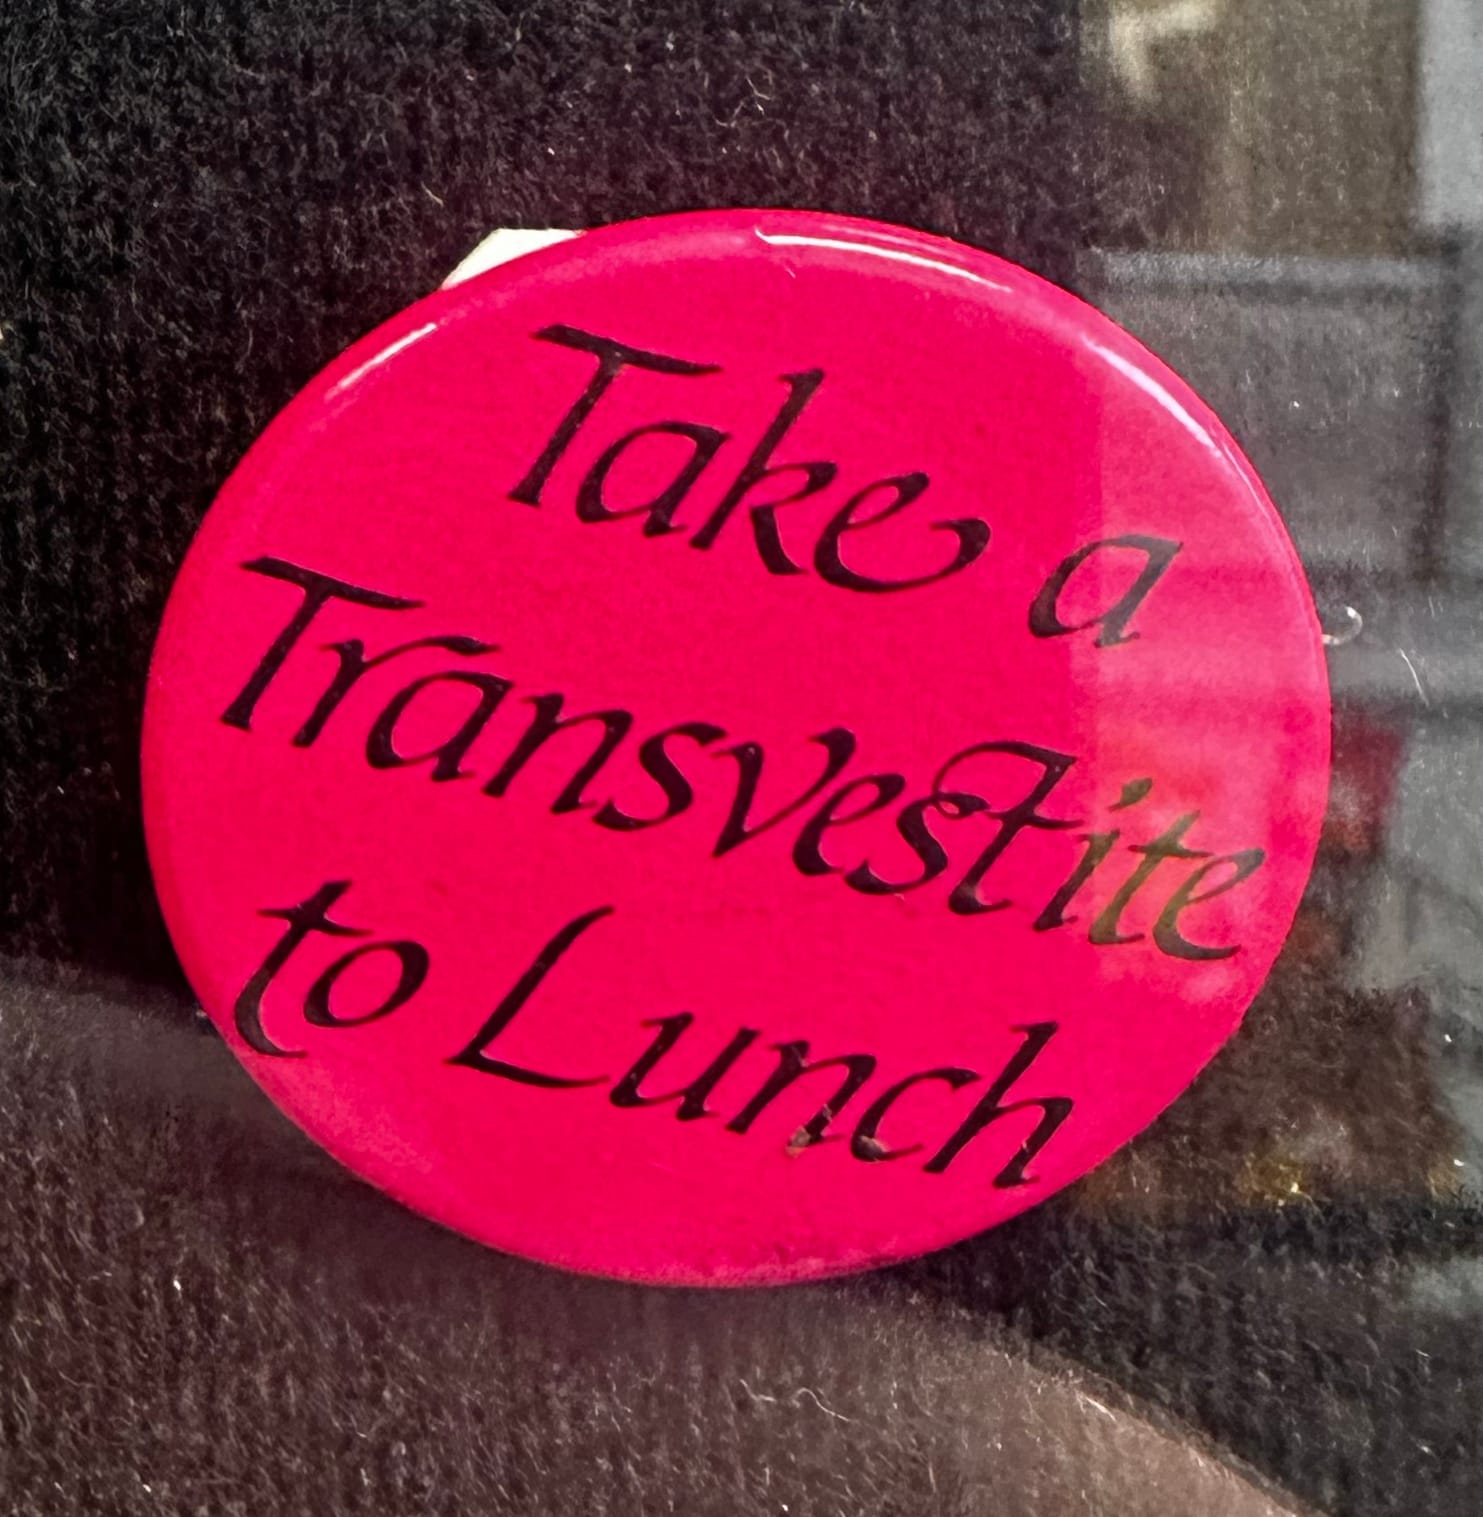 Take a
Transvestite
to Lunch